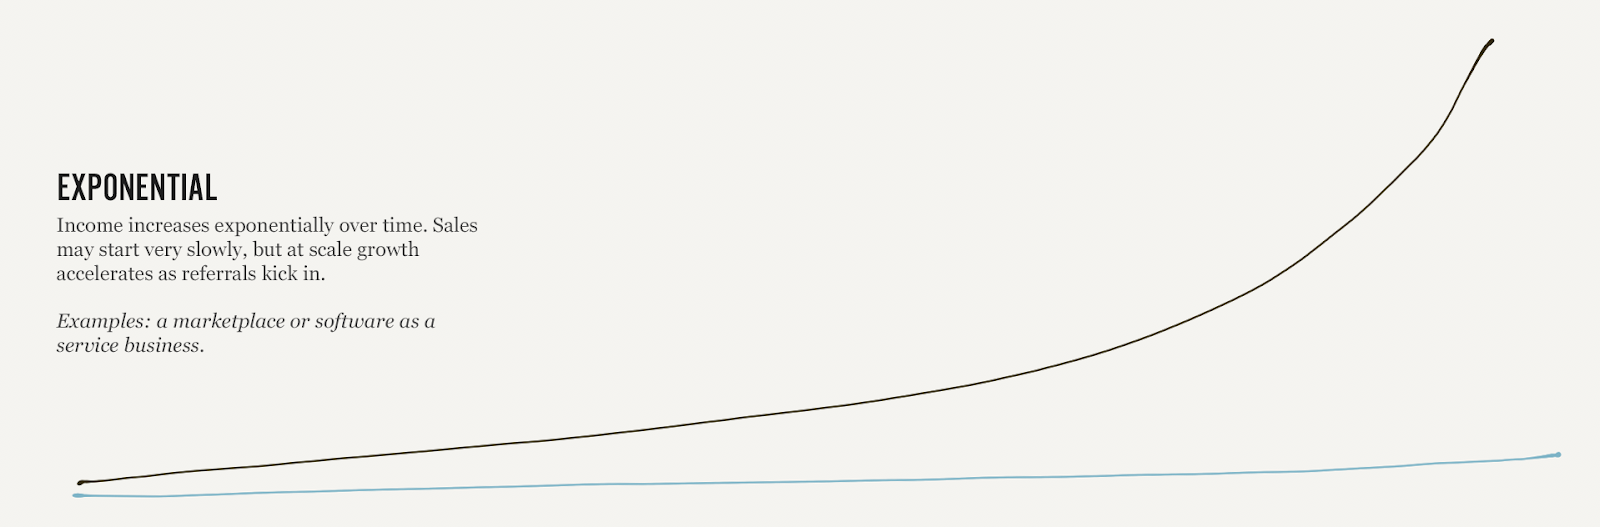 EXPONENTIAL
Income increases exponentially over time. Sales
may start very slowly, but at scale growth
accelerates as referrals kick in.
Examples: a marketplace or software as a
service business.